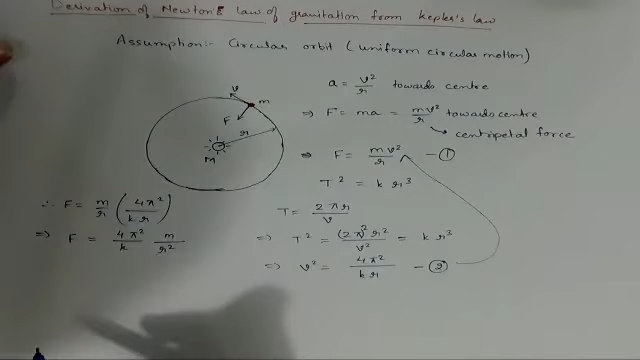 Derivation of Newton's law of gravitation from kepler's law
Assumption:- Circular orbit (uniform circular motion)
a = v²/r towards centre
⇒ F = ma = mv²/r towards centre
centripetal force
v
m
F
r
M
⇒ F = mv²/r — ①
T² = k r³
T = 2πr/v
⇒ T² = (2π)² r²/v² = k r³
⇒ v² = 4π²/kr — ②
∴ F = m/r (4π²/kr)
⇒ F = 4π²/k m/r²